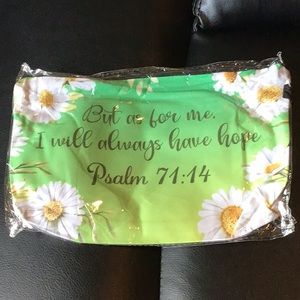 But as for me,
I will always have hope
Psalm 71:14